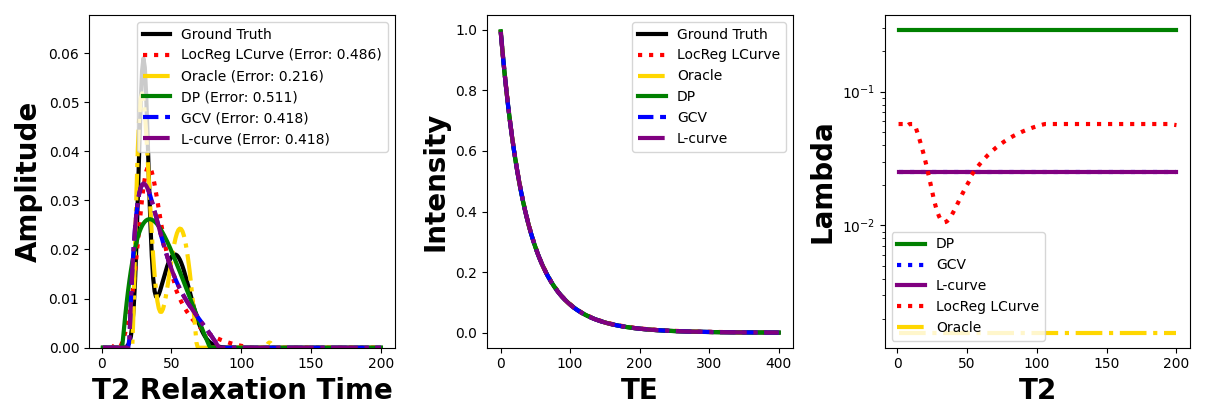 Amplitude
0.06
0.05
0.04
0.03
0.02
0.01
0.00
Ground Truth
LocReg LCurve (Error: 0.486)
Oracle (Error: 0.216)
DP (Error: 0.511)
GCV (Error: 0.418)
L-curve (Error: 0.418)
0 50 100 150 200
T2 Relaxation Time
Intensity
1.0
0.8
0.6
0.4
0.2
0.0
Ground Truth
LocReg LCurve
Oracle
DP
GCV
L-curve
0 100 200 300 400
TE
Lambda
10⁻¹
10⁻²
DP
GCV
L-curve
LocReg LCurve
Oracle
0 50 100 150 200
T2